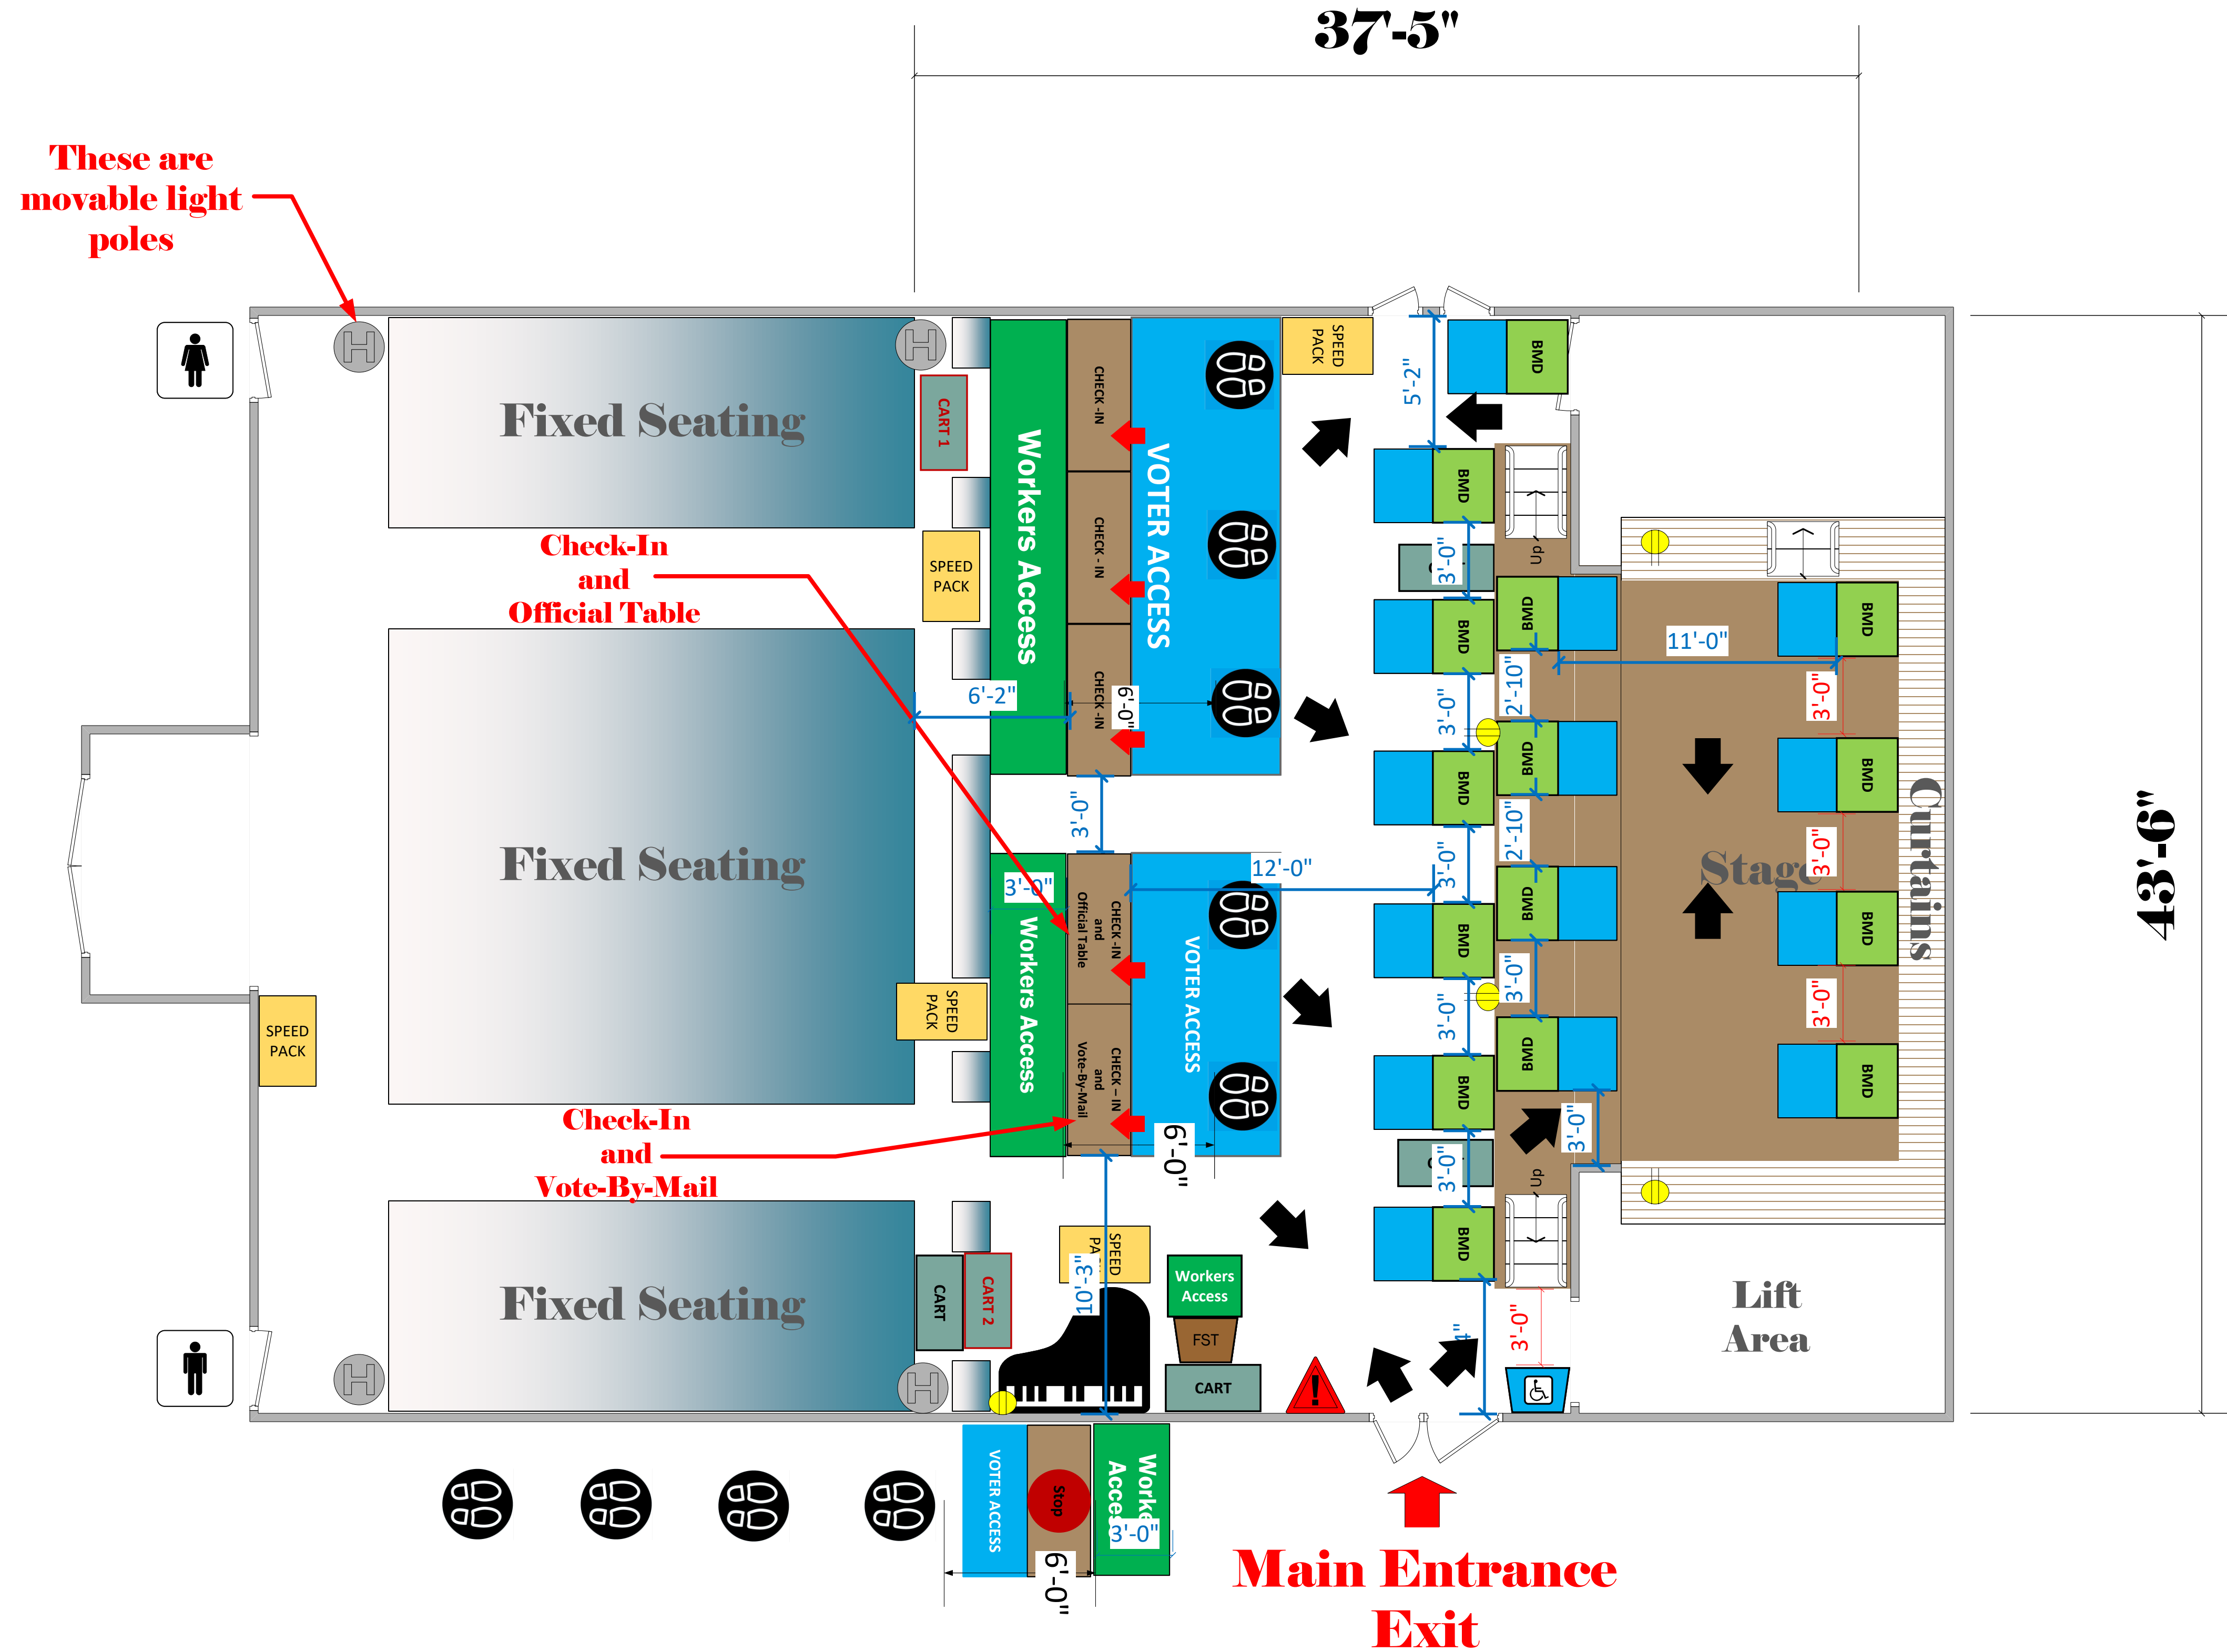 37'-5"
These are
movable light
poles
H
H
Fixed Seating
CART 1
Workers Access
CHECK -IN
CHECK - IN
CHECK -IN
VOTER ACCESS
SPEED
PACK
5'-2"
BMD
BMD
Up
3'-0"
BMD
BMD
2'-10"
11'-0"
BMD
3'-0"
Check-In
and
Official Table
SPEED
PACK
6'-2"
6'-0"
3'-0"
BMD
BMD
BMD
3'-0"
2'-10"
3'-0"
Curtains
43'-6"
Fixed Seating
3'-0"
3'-0"
Workers Access
CHECK -IN
and
Official Table
CHECK – IN
and
Vote-By-Mail
VOTER ACCESS
12'-0"
BMD
BMD
Stage
BMD
3'-0"
3'-0"
3'-0"
BMD
BMD
BMD
SPEED
PACK
SPEED
PACK
6'-0"
3'-0"
3'-0"
Up
Check-In
and
Vote-By-Mail
Fixed Seating
H
H
CART
CART 2
SPEED
10'-3"
Workers
Access
FST
CART
!
BMD
3'-0"
Lift
Area
VOTER ACCESS
Stop
6'-0"
3'-0"
Main Entrance
Exit